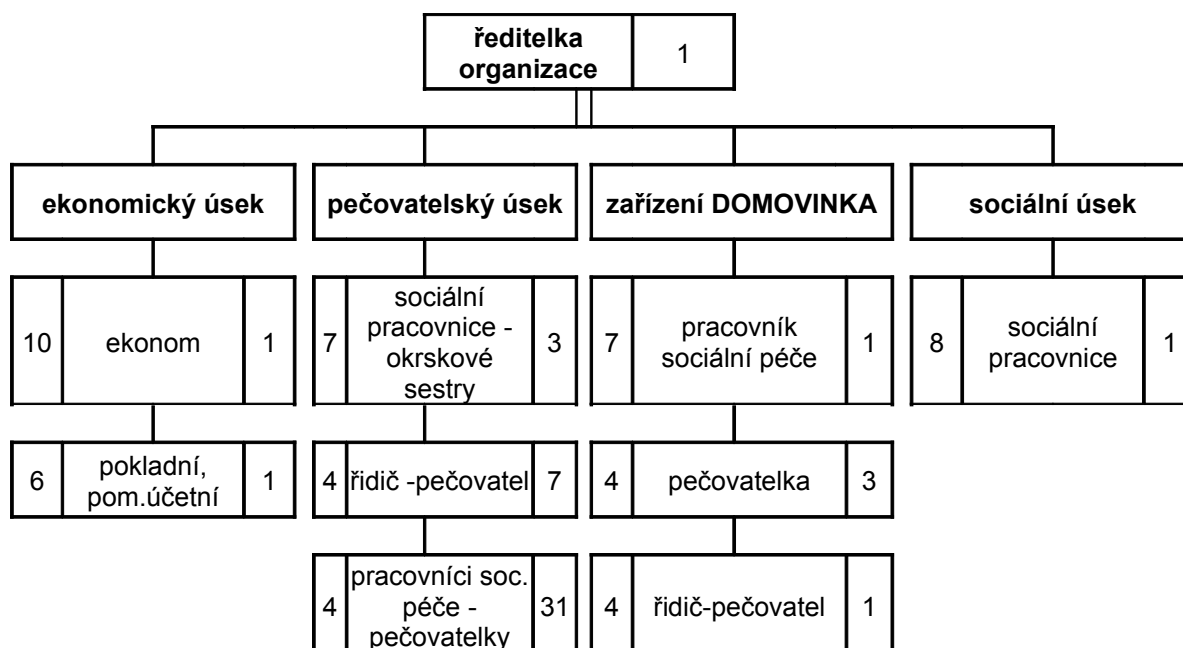 ředitelka
organizace
1
ekonomický úsek
pečovatelský úsek
zařízení DOMOVINKA
sociální úsek
10
ekonom
1
7
sociální
pracovnice -
okrskové
sestry
3
7
pracovník
sociální péče
1
8
sociální
pracovnice
1
6
pokladní,
pom.účetní
1
4
řidič -pečovatel
7
4
pečovatelka
3
4
pracovníci soc.
péče -
pečovatelky
31
4
řidič-pečovatel
1